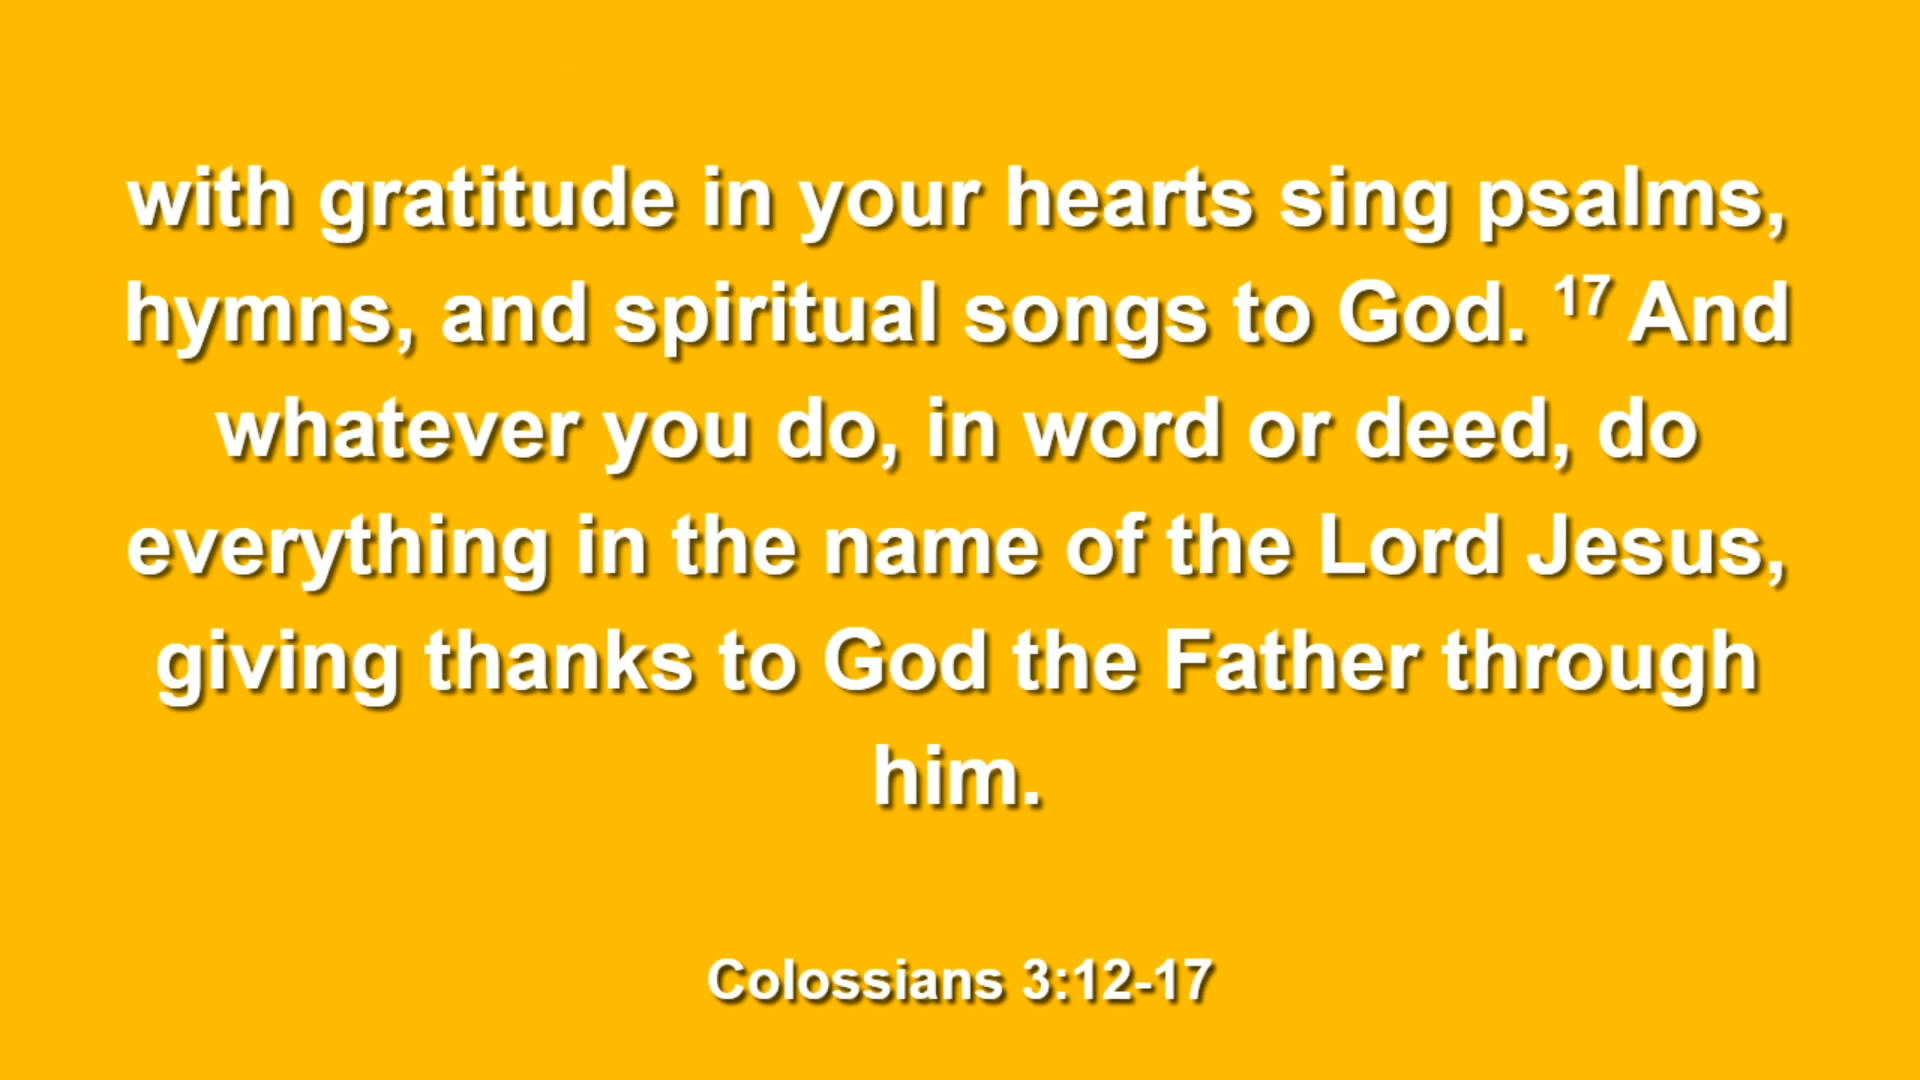 with gratitude in your hearts sing psalms,
hymns, and spiritual songs to God. 17 And
whatever you do, in word or deed, do
everything in the name of the Lord Jesus,
giving thanks to God the Father through
him.
Colossians 3:12-17